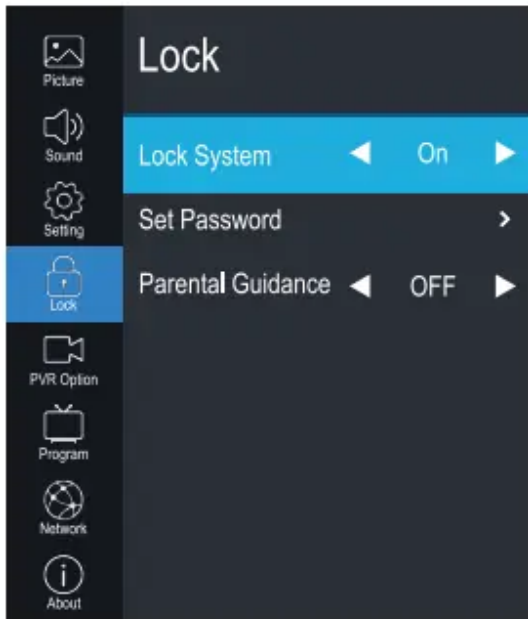 Lock
Picture
Sound
Setting
Lock
PVR Option
Program
Network
About
Lock System On
Set Password
Parental Guidance OFF